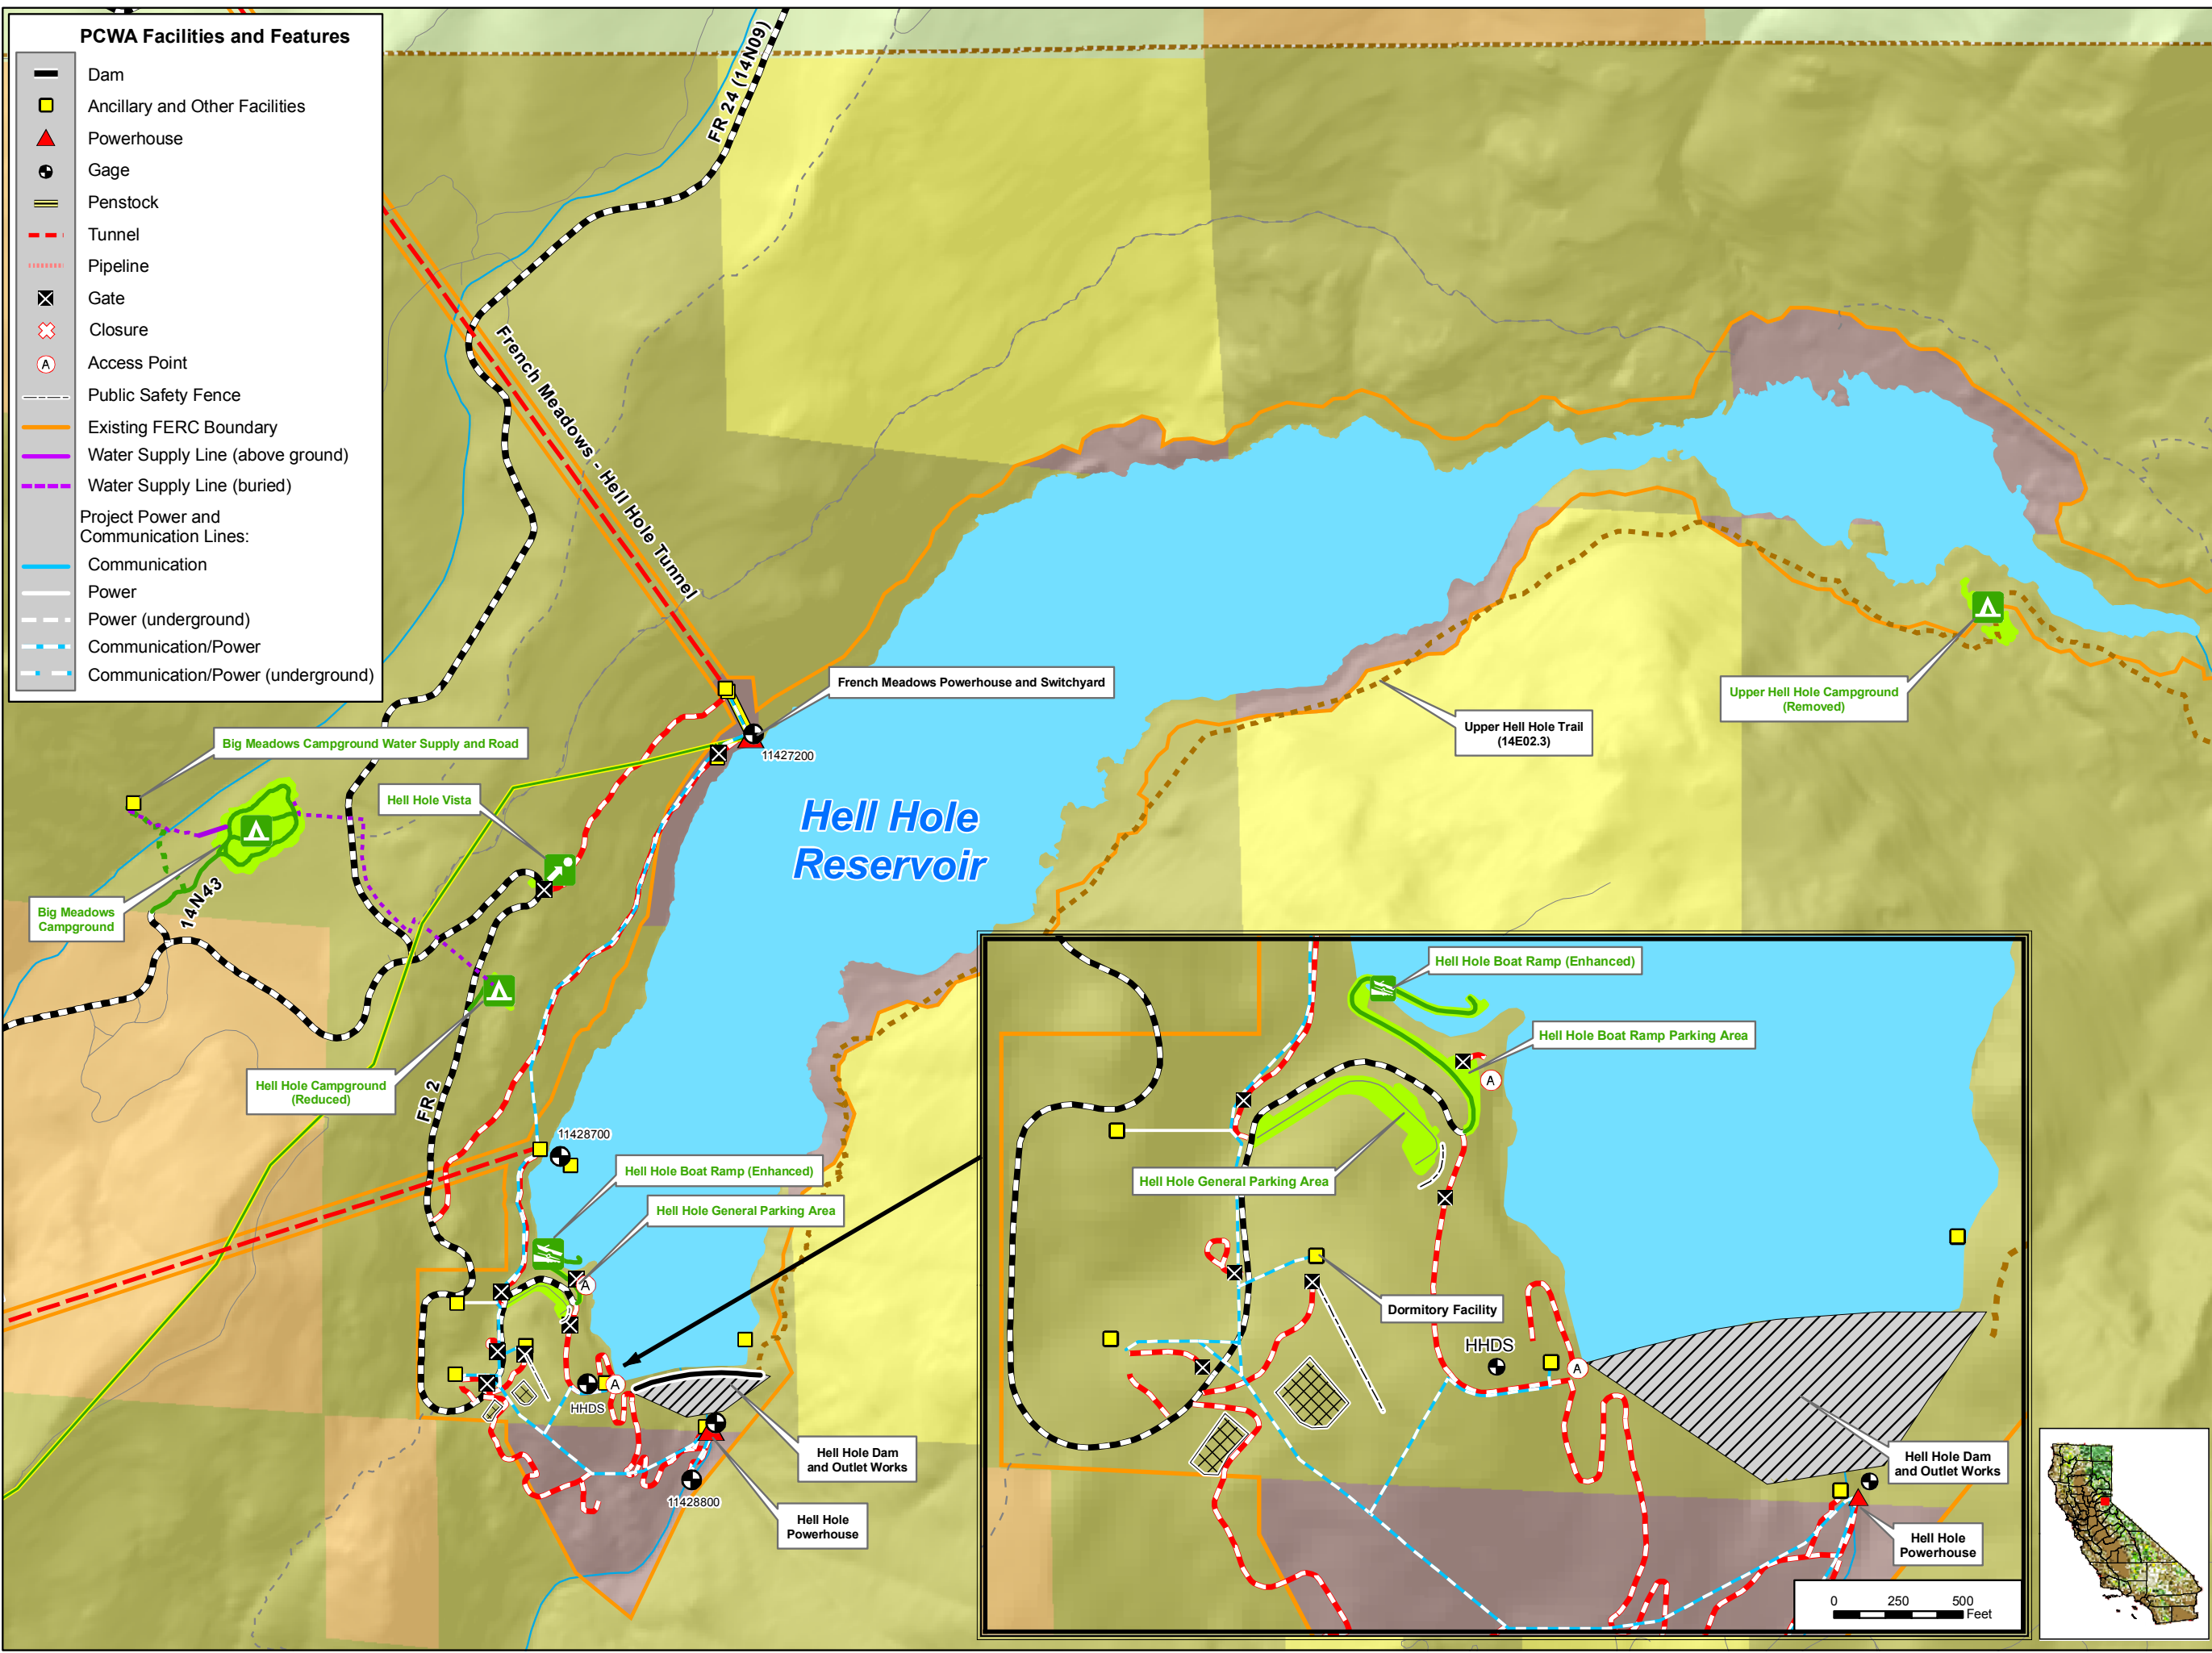 PCWA Facilities and Features
Dam
Ancillary and Other Facilities
Powerhouse
Gage
Penstock
Tunnel
Pipeline
Gate
Closure
A
Access Point
Public Safety Fence
Existing FERC Boundary
Water Supply Line (above ground)
Water Supply Line (buried)
Project Power and
Communication Lines:
Communication
Power
Power (underground)
Communication/Power
Communication/Power (underground)
FR 24 (14N09)
French Meadows - Hell Hole Tunnel
French Meadows Powerhouse and Switchyard
11427200
Upper Hell Hole Campground
(Removed)
Upper Hell Hole Trail
(14E02.3)
Big Meadows Campground Water Supply and Road
Hell Hole Vista
Hell Hole
Reservoir
Big Meadows
Campground
14N43
Hell Hole Campground
(Reduced)
FR 2
11428700
Hell Hole Boat Ramp (Enhanced)
Hell Hole General Parking Area
A
A
HHDS
Hell Hole Dam
and Outlet Works
11428800
Hell Hole
Powerhouse
Hell Hole Boat Ramp (Enhanced)
Hell Hole Boat Ramp Parking Area
A
Hell Hole General Parking Area
Dormitory Facility
HHDS
A
Hell Hole Dam
and Outlet Works
Hell Hole
Powerhouse
0 250 500
Feet